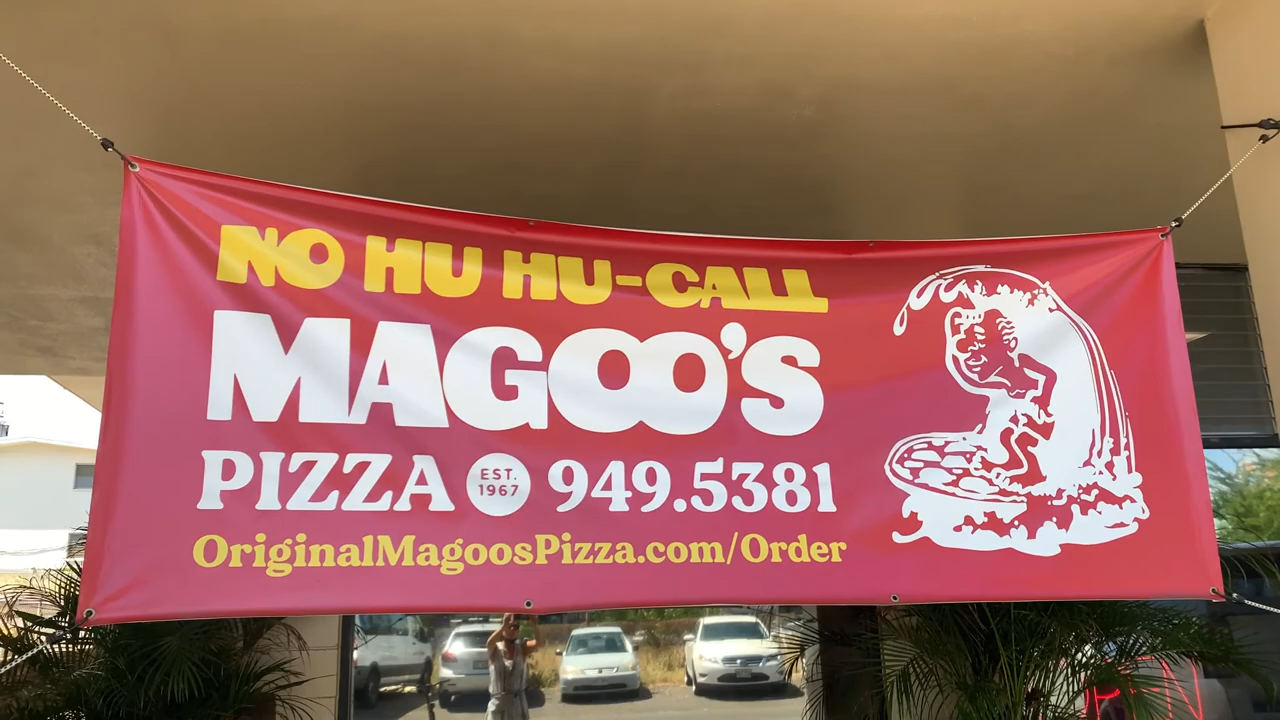 NO HU HU-CALL
MAGOO'S
PIZZA EST. 1967 949.5381
OriginalMagoosPizza.com/Order